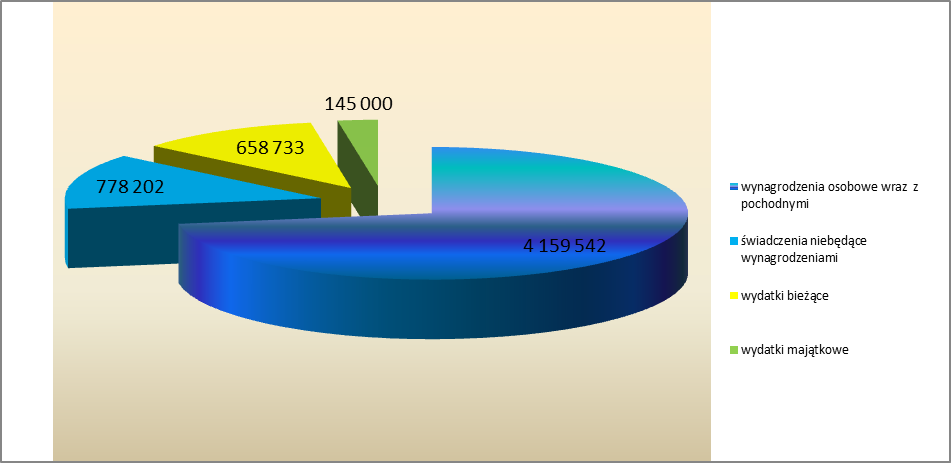 145 000
658 733
778 202
4 159 542
wynagrodzenia osobowe wraz z
pochodnymi
świadczenia niebędące
wynagrodzeniami
wydatki bieżące
wydatki majątkowe